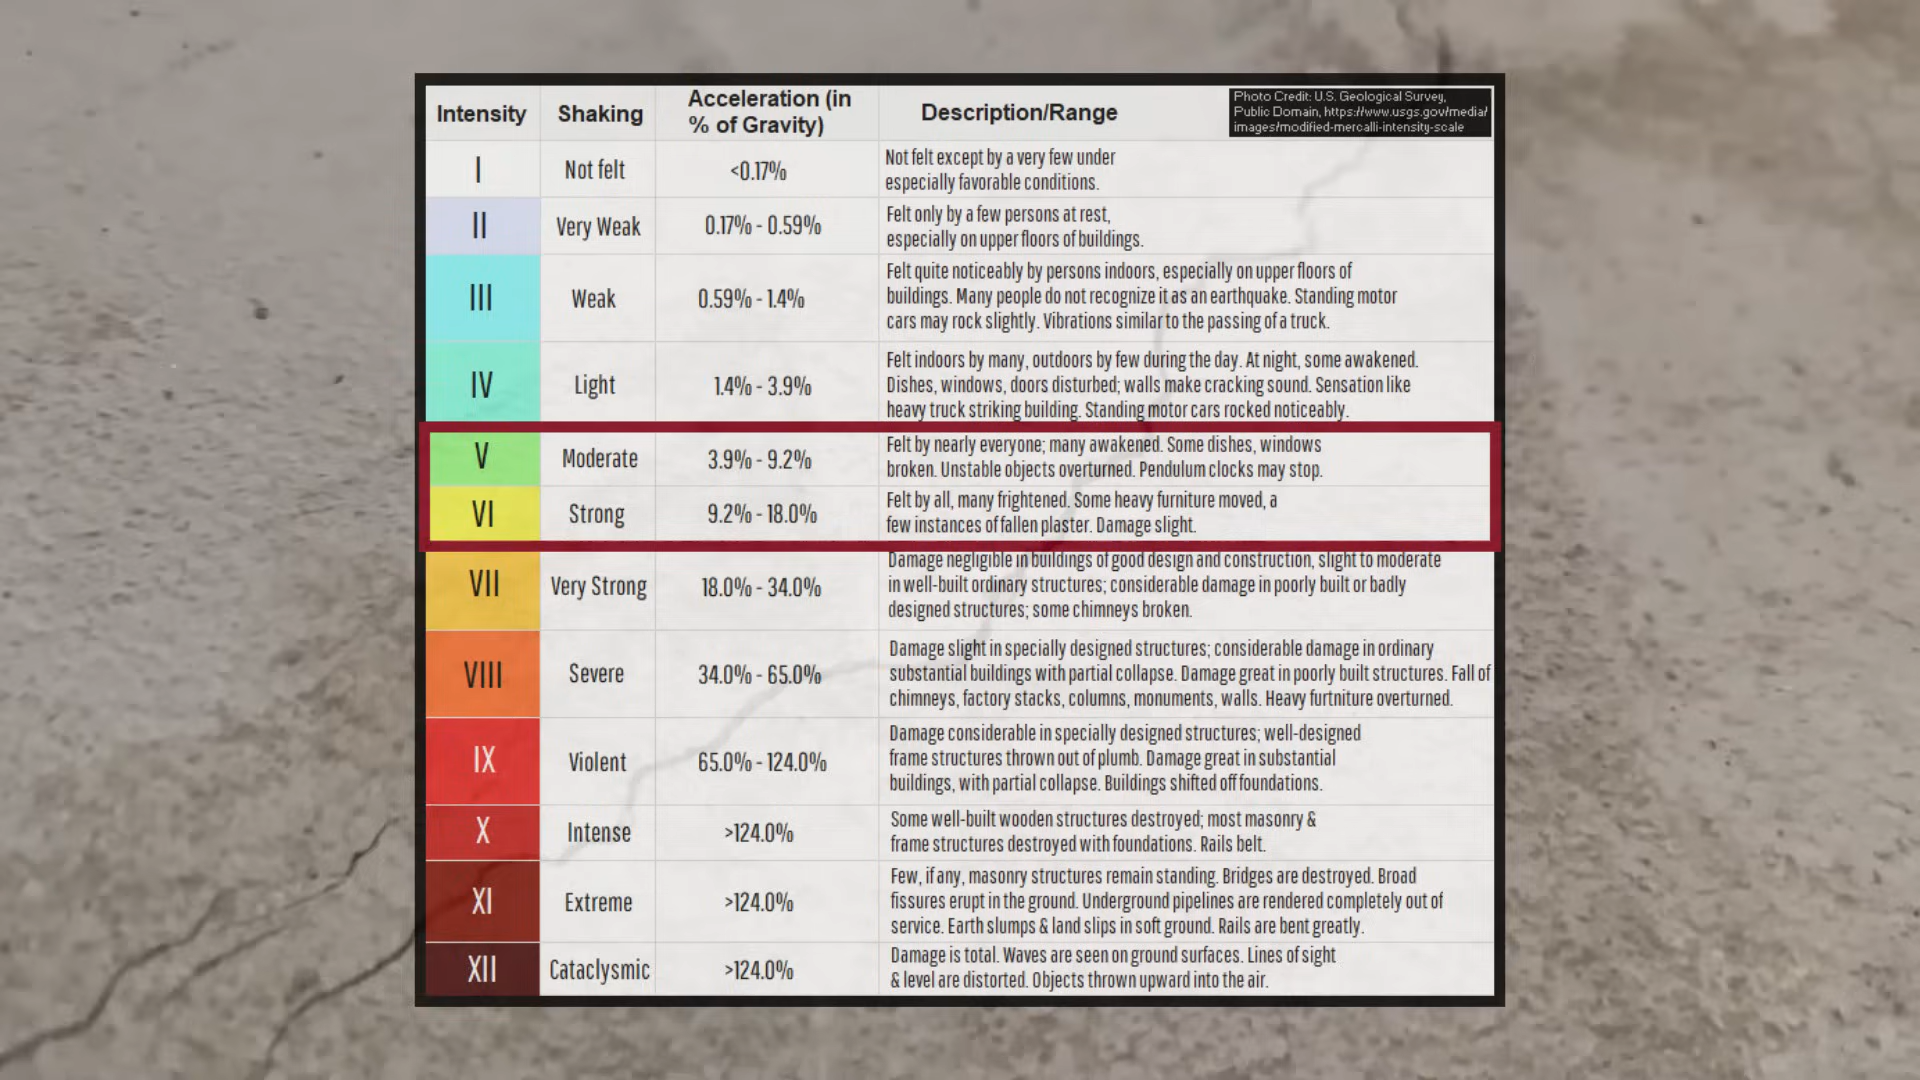 Intensity
Shaking
Acceleration (in
% of Gravity)
Description/Range
Photo Credit: U.S. Geological Survey,
Public Domain, https://www.usgs.gov/media/
images/modified-mercalli-intensity-scale
I
Not felt
<0.17%
Not felt except by a very few under
especially favorable conditions.
II
Very Weak
0.17% - 0.59%
Felt only by a few persons at rest,
especially on upper floors of buildings.
III
Weak
0.59% - 1.4%
Felt quite noticeably by persons indoors, especially on upper floors of
buildings. Many people do not recognize it as an earthquake. Standing motor
cars may rock slightly. Vibrations similar to the passing of a truck.
IV
Light
1.4% - 3.9%
Felt indoors by many, outdoors by few during the day. At night, some awakened.
Dishes, windows, doors disturbed; walls make cracking sound. Sensation like
heavy truck striking building. Standing motor cars rocked noticeably.
V
Moderate
3.9% - 9.2%
Felt by nearly everyone; many awakened. Some dishes, windows
broken. Unstable objects overturned. Pendulum clocks may stop.
VI
Strong
9.2% - 18.0%
Felt by all, many frightened. Some heavy furniture moved, a
few instances of fallen plaster. Damage slight.
VII
Very Strong
18.0% - 34.0%
Damage negligible in buildings of good design and construction, slight to moderate
in well-built ordinary structures; considerable damage in poorly built or badly
designed structures; some chimneys broken.
VIII
Severe
34.0% - 65.0%
Damage slight in specially designed structures; considerable damage in ordinary
substantial buildings with partial collapse. Damage great in poorly built structures. Fall of
chimneys, factory stacks, columns, monuments, walls. Heavy furtniture overturned.
IX
Violent
65.0% - 124.0%
Damage considerable in specially designed structures; well-designed
frame structures thrown out of plumb. Damage great in substantial
buildings, with partial collapse. Buildings shifted off foundations.
X
Intense
>124.0%
Some well-built wooden structures destroyed; most masonry &
frame structures destroyed with foundations. Rails belt.
XI
Extreme
>124.0%
Few, if any, masonry structures remain standing. Bridges are destroyed. Broad
fissures erupt in the ground. Underground pipelines are rendered completely out of
service. Earth slumps & land slips in soft ground. Rails are bent greatly.
XII
Cataclysmic
>124.0%
Damage is total. Waves are seen on ground surfaces. Lines of sight
& level are distorted. Objects thrown upward into the air.